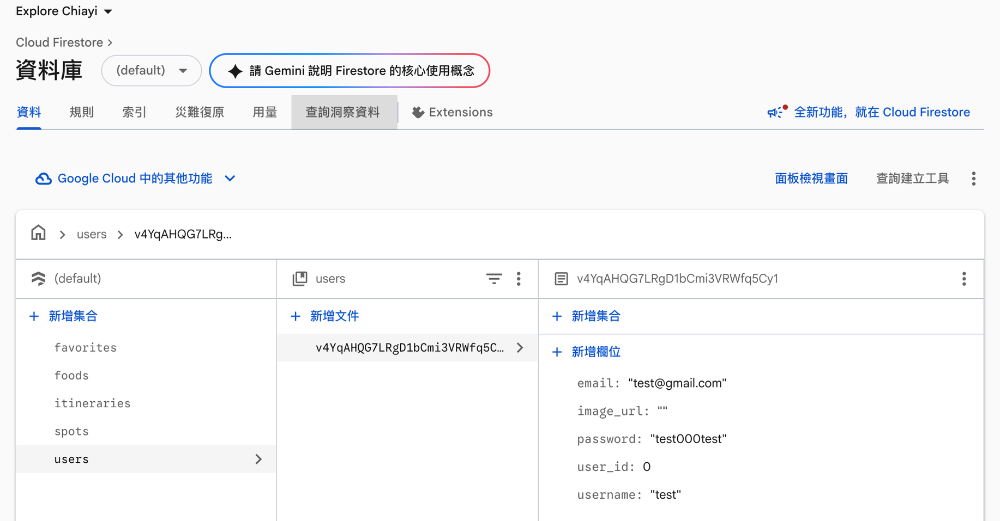 Explore Chiayi
Cloud Firestore
資料庫
(default)
請 Gemini 說明 Firestore 的核心使用概念
資料
規則
索引
災難復原
用量
查詢洞察資料
Extensions
全新功能，就在 Cloud Firestore
Google Cloud 中的其他功能
面板檢視畫面
查詢建立工具
users
v4YqAHQG7LRg...
(default)
users
v4YqAHQG7LRgD1bCmi3VRWfq5Cy1
新增集合
新增文件
新增集合
favorites
foods
itineraries
spots
users
v4YqAHQG7LRgD1bCmi3VRWfq5C…
新增欄位
email: "test@gmail.com"
image_url: ""
password: "test000test"
user_id: 0
username: "test"